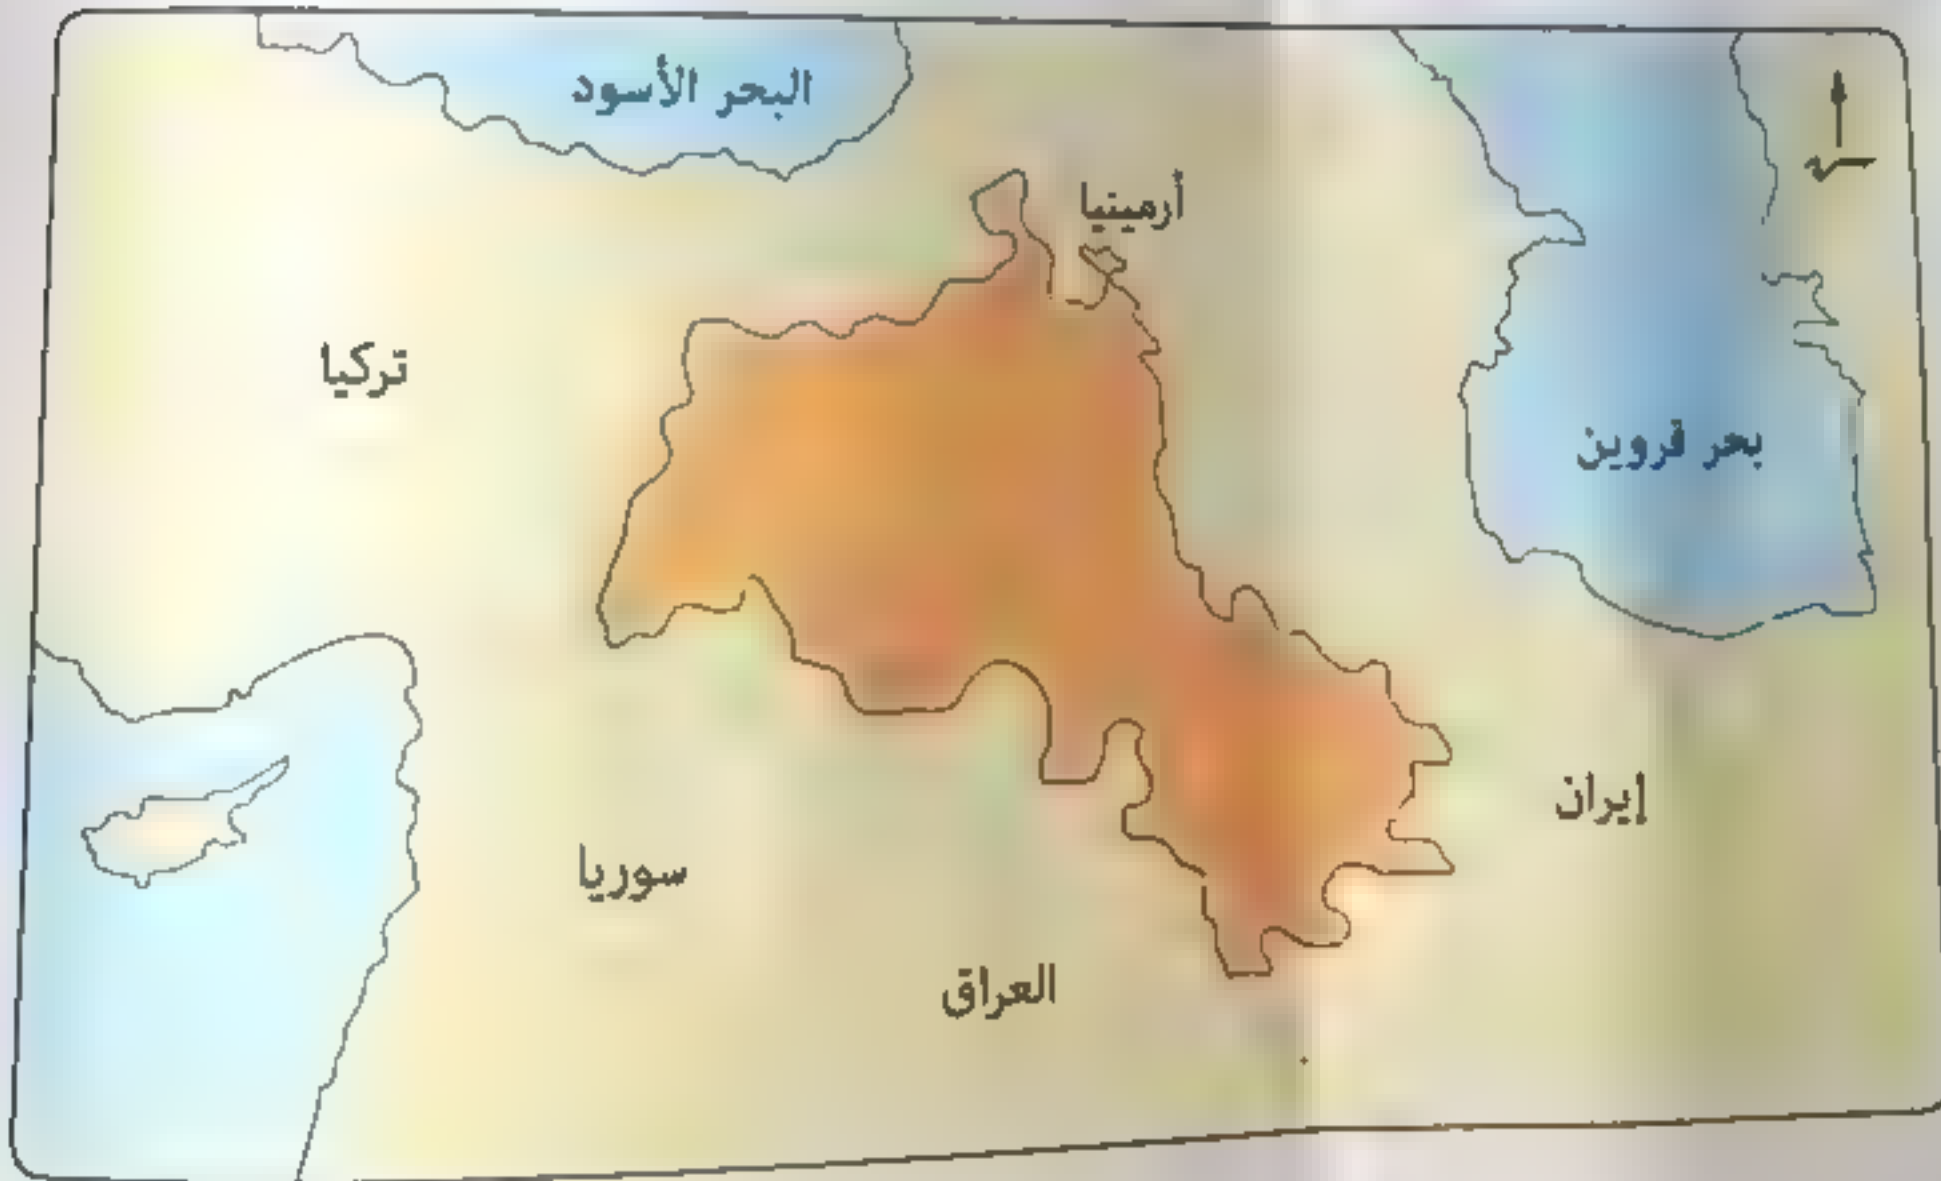 البحر الأسود
أرمينيا
تركيا
بحر قزوين
إيران
سوريا
العراق